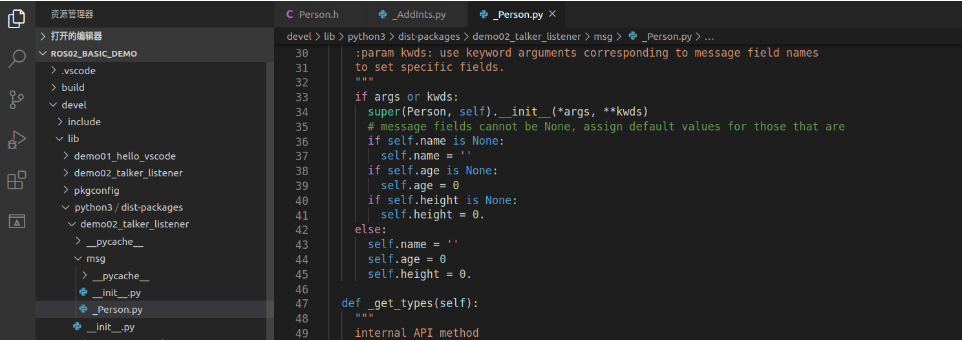 资源管理器
打开的编辑器
ROS02_BASIC_DEMO
.vscode
build
devel
include
lib
demo01_hello_vscode
demo02_talker_listener
pkgconfig
python3 / dist-packages
demo02_talker_listener
__pycache__
msg
__pycache__
__init__.py
_Person.py
__init__.py
C Person.h _AddInts.py _Person.py ×
devel > lib > python3 > dist-packages > demo02_talker_listener > msg > _Person.py > ...
30 :param kwds: use keyword arguments corresponding to message field names
31 to set specific fields.
32 """
33 if args or kwds:
34 super(Person, self).__init__(*args, **kwds)
35 # message fields cannot be None, assign default values for those that are
36 if self.name is None:
37 self.name = ''
38 if self.age is None:
39 self.age = 0
40 if self.height is None:
41 self.height = 0.
42 else:
43 self.name = ''
44 self.age = 0
45 self.height = 0.
46
47 def _get_types(self):
48 """
49 internal API method